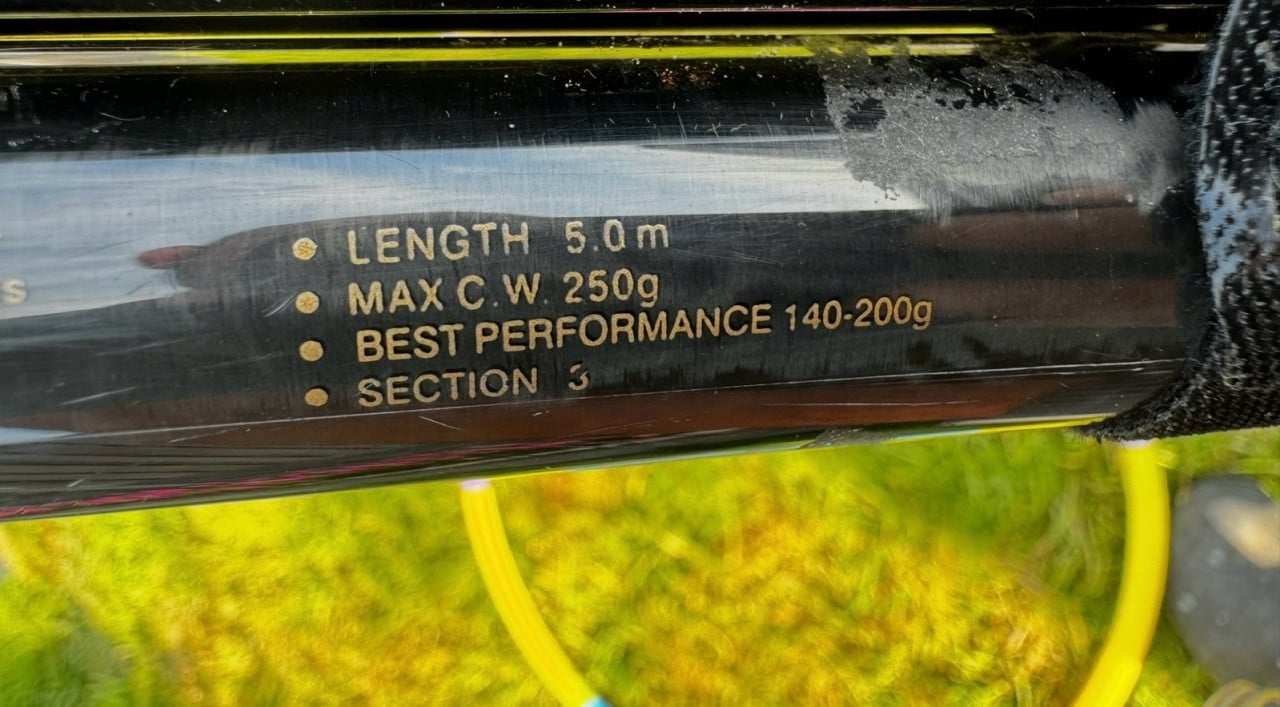 s
• LENGTH 5.0m
• MAX C.W. 250g
• BEST PERFORMANCE 140-200g
• SECTION 3